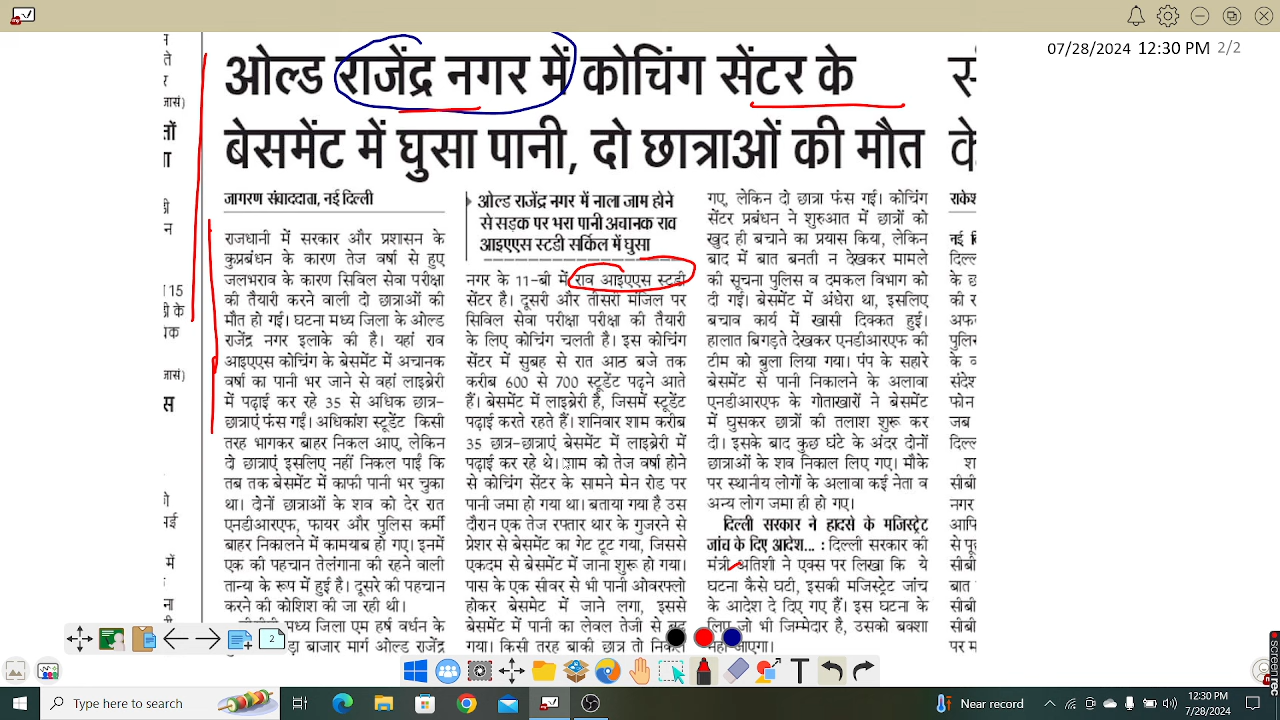 07/28/2024 12:30 PM 2/2
ओल्ड राजेंद्र नगर में कोचिंग सेंटर के
बेसमेंट में घुसा पानी, दो छात्राओं की मौत
जागरण संवाददाता, नई दिल्ली
राजधानी में सरकार और प्रशासन के
कुप्रबंधन के कारण तेज वर्षा से हुए
जलभराव के कारण सिविल सेवा परीक्षा
की तैयारी करने वाली दो छात्राओं की
मौत हो गई। घटना मध्य जिला के ओल्ड
राजेंद्र नगर इलाके की है। यहां राव
आइएएस कोचिंग के बेसमेंट में अचानक
वर्षा का पानी भर जाने से वहां लाइब्रेरी
में पढ़ाई कर रहे 35 से अधिक छात्र-
छात्राएं फंस गईं। अधिकांश स्टूडेंट किसी
तरह भागकर बाहर निकल आए, लेकिन
दो छात्राएं इसलिए नहीं निकल पाईं कि
तब तक बेसमेंट में काफी पानी भर चुका
था। दोनों छात्राओं के शव को देर रात
एनडीआरएफ, फायर और पुलिस कर्मी
बाहर निकालने में कामयाब हो गए। इनमें
एक की पहचान तेलंगाना की रहने वाली
तान्या के रूप में हुई है। दूसरे की पहचान
करने की कोशिश की जा रही थी।
मध्य जिला एम हर्ष वर्धन के
बाजार मार्ग ओल्ड राजेंद्र
ओल्ड राजेंद्र नगर में नाला जाम होने
से सड़क पर भरा पानी अचानक राव
आइएएस स्टडी सर्किल में घुसा
नगर के 11-बी में राव आइएएस स्टडी
सेंटर है। दूसरी और तीसरी मंजिल पर
सिविल सेवा परीक्षा परीक्षा की तैयारी
के लिए कोचिंग चलती है। इस कोचिंग
सेंटर में सुबह से रात आठ बजे तक
करीब 600 से 700 स्टूडेंट पढ़ने आते
हैं। बेसमेंट में लाइब्रेरी है, जिसमें स्टूडेंट
पढ़ाई करते रहते हैं। शनिवार शाम करीब
35 छात्र-छात्राएं बेसमेंट में लाइब्रेरी में
पढ़ाई कर रहे थे। शाम को तेज वर्षा होने
से कोचिंग सेंटर के सामने मेन रोड पर
पानी जमा हो गया था। बताया गया है उस
दौरान एक तेज रफ्तार थार के गुजरने से
प्रेशर से बेसमेंट का गेट टूट गया, जिससे
एकदम से बेसमेंट में जाना शुरू हो गया।
पास के एक सीवर से भी पानी ओवरफ्लो
होकर बेसमेंट में जाने लगा, इससे
बेसमेंट में पानी का लेवल तेजी से बढ़
गया। किसी तरह बाकी छात्र तो निकल
गए, लेकिन दो छात्रा फंस गई। कोचिंग
सेंटर प्रबंधन ने शुरुआत में छात्रों को
खुद ही बचाने का प्रयास किया, लेकिन
बाद में बात बनती न देखकर मामले
की सूचना पुलिस व दमकल विभाग को
दी गई। बेसमेंट में अंधेरा था, इसलिए
बचाव कार्य में खासी दिक्कत हुई।
हालात बिगड़ते देखकर एनडीआरएफ की
टीम को बुला लिया गया। पंप के सहारे
बेसमेंट से पानी निकालने के अलावा
एनडीआरएफ के गोताखारों ने बेसमेंट
में घुसकर छात्रों की तलाश शुरू कर
दी। इसके बाद कुछ घंटे के अंदर दोनों
छात्राओं के शव निकाल लिए गए। मौके
पर स्थानीय लोगों के अलावा कई नेता व
अन्य लोग जमा ही हो गए।
दिल्ली सरकार ने हादसे के मजिस्ट्रेट
जांच के दिए आदेश... : दिल्ली सरकार की
मंत्री अतिशी ने एक्स पर लिखा कि ये
घटना कैसे घटी, इसकी मजिस्ट्रेट जांच
के आदेश दे दिए गए हैं। इस घटना के
लिए जो भी जिम्मेदार है, उसको बक्शा
नहीं जाएगा।
2
Type here to search
Near record
12:30 PM
7/28/2024